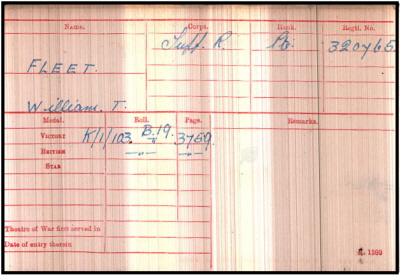 Name. Corps. Rank. Regtl. No.
FLEET. Suff. R. Pte. 320765
William. T.
Medal. Roll. Page. Remarks.
VICTORY K/1/103. B.19. 3759.
BRITISH —„— —„—
STAR
Theatre of War first served in
Date of entry therein
K. 1380